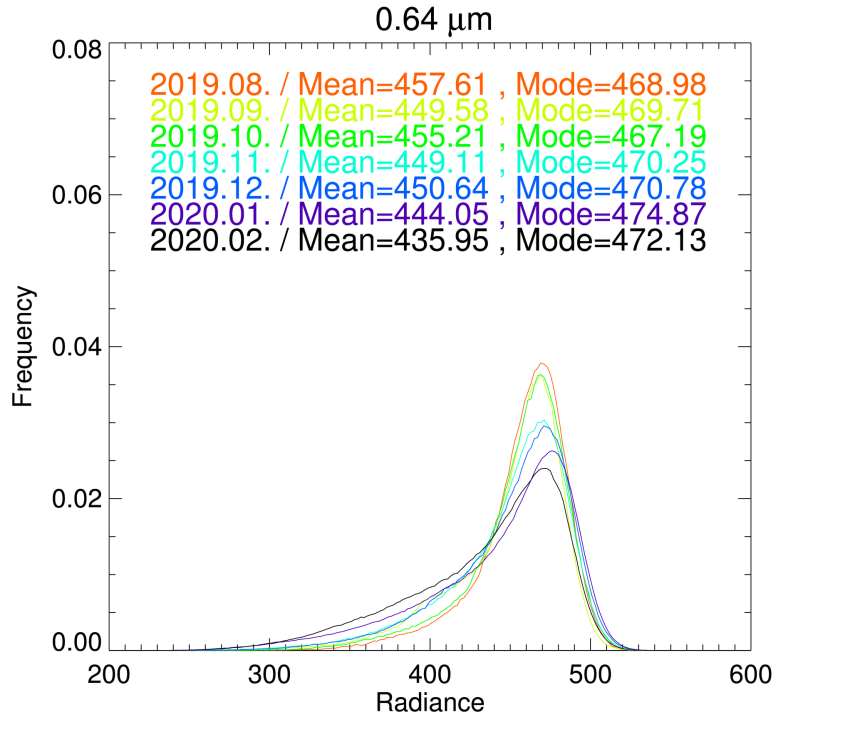 0.64 μm
0.08
2019.08. / Mean=457.61 , Mode=468.98
2019.09. / Mean=449.58 , Mode=469.71
2019.10. / Mean=455.21 , Mode=467.19
2019.11. / Mean=449.11 , Mode=470.25
2019.12. / Mean=450.64 , Mode=470.78
2020.01. / Mean=444.05 , Mode=474.87
2020.02. / Mean=435.95 , Mode=472.13
0.06
0.04
0.02
0.00
Frequency
200 300 400 500 600
Radiance